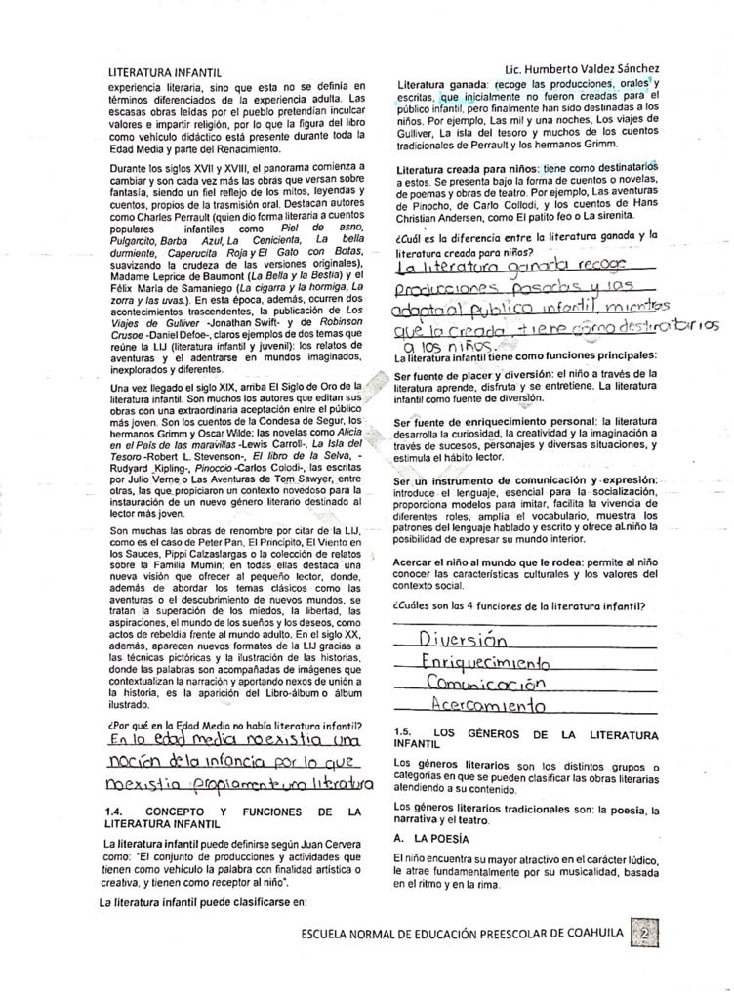 LITERATURA INFANTIL
experiencia literaria, sino que esta no se definía en
términos diferenciados de la experiencia adulta. Las
escasas obras leídas por el pueblo pretendían inculcar
valores e impartir religión, por lo que la figura del libro
como vehículo didáctico está presente durante toda la
Edad Media y parte del Renacimiento.
Durante los siglos XVII y XVIII, el panorama comienza a
cambiar y son cada vez más las obras que versan sobre
fantasía, siendo un fiel reflejo de los mitos, leyendas y
cuentos, propios de la trasmisión oral. Destacan autores
como Charles Perrault (quien dio forma literaria a cuentos
populares infantiles como Piel de asno,
Pulgarcito, Barba Azul, La Cenicienta, La bella
durmiente, Caperucita Roja y El Gato con Botas,
suavizando la crudeza de las versiones originales),
Madame Leprice de Baumont (La Bella y la Bestia) y el
Félix María de Samaniego (La cigarra y la hormiga, La
zorra y las uvas.). En esta época, además, ocurren dos
acontecimientos trascendentes, la publicación de Los
Viajes de Gulliver -Jonathan Swift- y de Robinson
Crusoe -Daniel Defoe-, claros ejemplos de dos temas que
reúne la LIJ (literatura infantil y juvenil): los relatos de
aventuras y el adentrarse en mundos imaginados,
inexplorados y diferentes.
Una vez llegado el siglo XIX, arriba El Siglo de Oro de la
literatura infantil. Son muchos los autores que editan sus
obras con una extraordinaria aceptación entre el público
más joven. Son los cuentos de la Condesa de Segur, los
hermanos Grimm y Oscar Wilde; las novelas como Alicia
en el País de las maravillas -Lewis Carroll-, La Isla del
Tesoro -Robert L. Stevenson-, El libro de la Selva, -
Rudyard Kipling-, Pinoccio -Carlos Colodi-, las escritas
por Julio Verne o Las Aventuras de Tom Sawyer, entre
otras, las que propiciaron un contexto novedoso para la
instauración de un nuevo género literario destinado al
lector más joven.
Son muchas las obras de renombre por citar de la LIJ,
como es el caso de Peter Pan, El Principito, El Viento en
los Sauces, Pippi Calzaslargas o la colección de relatos
sobre la Familia Mumin; en todas ellas destaca una
nueva visión que ofrecer al pequeño lector, donde,
además de abordar los temas clásicos como las
aventuras o el descubrimiento de nuevos mundos, se
tratan la superación de los miedos, la libertad, las
aspiraciones, el mundo de los sueños y los deseos, como
actos de rebeldía frente al mundo adulto. En el siglo XX,
además, aparecen nuevos formatos de la LIJ gracias a
las técnicas pictóricas y la ilustración de las historias,
donde las palabras son acompañadas de imágenes que
contextualizan la narración y aportando nexos de unión a
la historia, es la aparición del Libro-álbum o álbum
ilustrado.
¿Por qué en la Edad Media no había literatura infantil?
En la edad media no existia una
noción de la infancia por lo que
no existia propiamente una literatura
1.4. CONCEPTO Y FUNCIONES DE LA
LITERATURA INFANTIL
La literatura infantil puede definirse según Juan Cervera
como: "El conjunto de producciones y actividades que
tienen como vehículo la palabra con finalidad artística o
creativa, y tienen como receptor al niño".
La literatura infantil puede clasificarse en:
Lic. Humberto Valdez Sánchez
Literatura ganada: recoge las producciones, orales y
escritas, que inicialmente no fueron creadas para el
público infantil, pero finalmente han sido destinadas a los
niños. Por ejemplo, Las mil y una noches, Los viajes de
Gulliver, La isla del tesoro y muchos de los cuentos
tradicionales de Perrault y los hermanos Grimm.
Literatura creada para niños: tiene como destinatarios
a estos. Se presenta bajo la forma de cuentos o novelas,
de poemas y obras de teatro. Por ejemplo, Las aventuras
de Pinocho, de Carlo Collodi, y los cuentos de Hans
Christian Andersen, como El patito feo o La sirenita.
¿Cuál es la diferencia entre la literatura ganada y la
literatura creada para niños?
La literatura ganada recoge
producciones pasadas y las
adapta al publico infantil, mientras
que la creada, tiene como destinatarios
a los niños.
La literatura infantil tiene como funciones principales:
Ser fuente de placer y diversión: el niño a través de la
literatura aprende, disfruta y se entretiene. La literatura
infantil como fuente de diversión.
Ser fuente de enriquecimiento personal: la literatura
desarrolla la curiosidad, la creatividad y la imaginación a
través de sucesos, personajes y diversas situaciones, y
estimula el hábito lector.
Ser un instrumento de comunicación y expresión:
introduce el lenguaje, esencial para la socialización,
proporciona modelos para imitar, facilita la vivencia de
diferentes roles, amplia el vocabulario, muestra los
patrones del lenguaje hablado y escrito y ofrece al niño la
posibilidad de expresar su mundo interior.
Acercar el niño al mundo que le rodea: permite al niño
conocer las características culturales y los valores del
contexto social.
¿Cuáles son las 4 funciones de la literatura infantil?
Diversión
Enriquecimiento
Comunicación
Acercamiento
1.5. LOS GÉNEROS DE LA LITERATURA
INFANTIL
Los géneros literarios son los distintos grupos o
categorías en que se pueden clasificar las obras literarias
atendiendo a su contenido.
Los géneros literarios tradicionales son: la poesía, la
narrativa y el teatro.
A. LA POESÍA
El niño encuentra su mayor atractivo en el carácter lúdico,
le atrae fundamentalmente por su musicalidad, basada
en el ritmo y en la rima.
ESCUELA NORMAL DE EDUCACIÓN PREESCOLAR DE COAHUILA 2